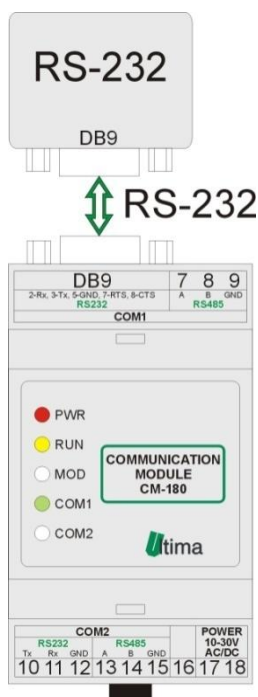 RS-232
DB9
RS-232
DB9 7 8 9
2-Rx, 3-Tx, 5-GND, 7-RTS, 8-CTS A B GND
RS232 RS485
COM1
PWR
RUN
MOD
COM1
COM2
COMMUNICATION
MODULE
CM-180
Ultima
COM2 POWER
RS232 RS485 10-30V
Tx Rx GND A B GND AC/DC
10 11 12 13 14 15 16 17 18